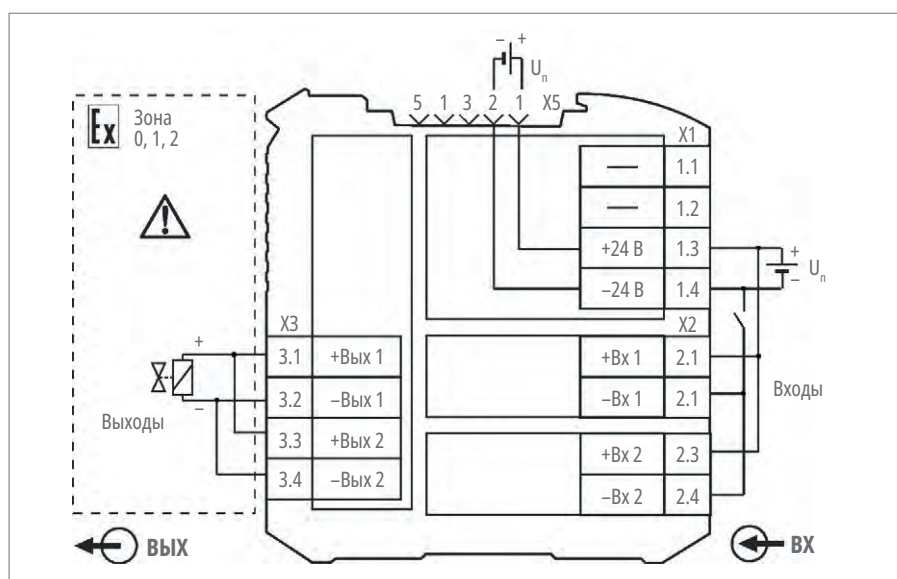 – +
Uп
5 1 3 2 1 X5
Ex Зона
0, 1, 2
X1
— 1.1
— 1.2
+24 В 1.3
–24 В 1.4
+
–
Uп
X3
X2
+
3.1 +Вых 1
–
3.2 –Вых 1
3.3 +Вых 2
3.4 –Вых 2
Выходы
+Вх 1 2.1
–Вх 1 2.1
+Вх 2 2.3
–Вх 2 2.4
Входы
ВЫХ
ВХ